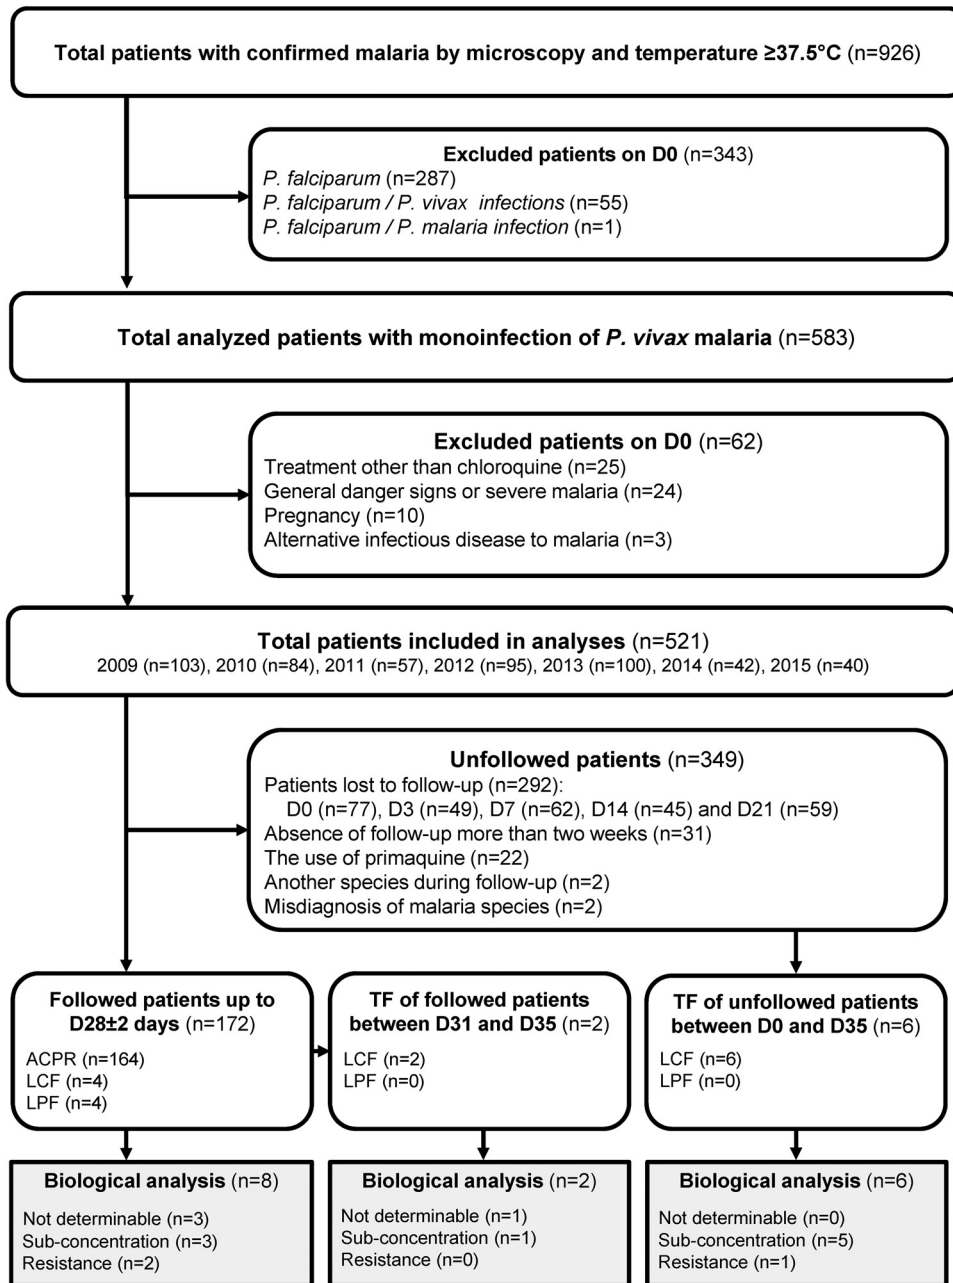 Total patients with confirmed malaria by microscopy and temperature ≥37.5°C (n=926)
Excluded patients on D0 (n=343)
P. falciparum (n=287)
P. falciparum / P. vivax infections (n=55)
P. falciparum / P. malaria infection (n=1)
Total analyzed patients with monoinfection of P. vivax malaria (n=583)
Excluded patients on D0 (n=62)
Treatment other than chloroquine (n=25)
General danger signs or severe malaria (n=24)
Pregnancy (n=10)
Alternative infectious disease to malaria (n=3)
Total patients included in analyses (n=521)
2009 (n=103), 2010 (n=84), 2011 (n=57), 2012 (n=95), 2013 (n=100), 2014 (n=42), 2015 (n=40)
Unfollowed patients (n=349)
Patients lost to follow-up (n=292):
D0 (n=77), D3 (n=49), D7 (n=62), D14 (n=45) and D21 (n=59)
Absence of follow-up more than two weeks (n=31)
The use of primaquine (n=22)
Another species during follow-up (n=2)
Misdiagnosis of malaria species (n=2)
Followed patients up to
D28±2 days (n=172)
ACPR (n=164)
LCF (n=4)
LPF (n=4)
TF of followed patients
between D31 and D35 (n=2)
LCF (n=2)
LPF (n=0)
TF of unfollowed patients
between D0 and D35 (n=6)
LCF (n=6)
LPF (n=0)
Biological analysis (n=8)
Not determinable (n=3)
Sub-concentration (n=3)
Resistance (n=2)
Biological analysis (n=2)
Not determinable (n=1)
Sub-concentration (n=1)
Resistance (n=0)
Biological analysis (n=6)
Not determinable (n=0)
Sub-concentration (n=5)
Resistance (n=1)